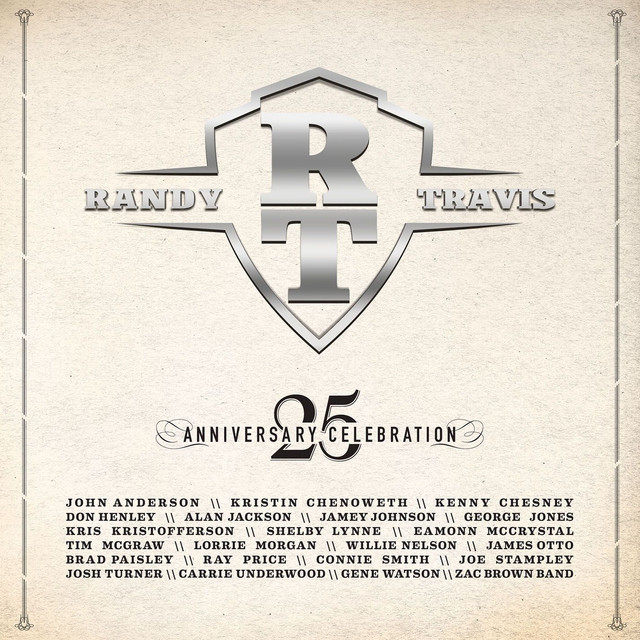 RT
RANDY TRAVIS
25
ANNIVERSARY CELEBRATION
JOHN ANDERSON \\ KRISTIN CHENOWETH \\ KENNY CHESNEY
DON HENLEY \\ ALAN JACKSON \\ JAMEY JOHNSON \\ GEORGE JONES
KRIS KRISTOFFERSON \\ SHELBY LYNNE \\ EAMONN MCCRYSTAL
TIM MCGRAW \\ LORRIE MORGAN \\ WILLIE NELSON \\ JAMES OTTO
BRAD PAISLEY \\ RAY PRICE \\ CONNIE SMITH \\ JOE STAMPLEY
JOSH TURNER \\ CARRIE UNDERWOOD \\ GENE WATSON \\ ZAC BROWN BAND